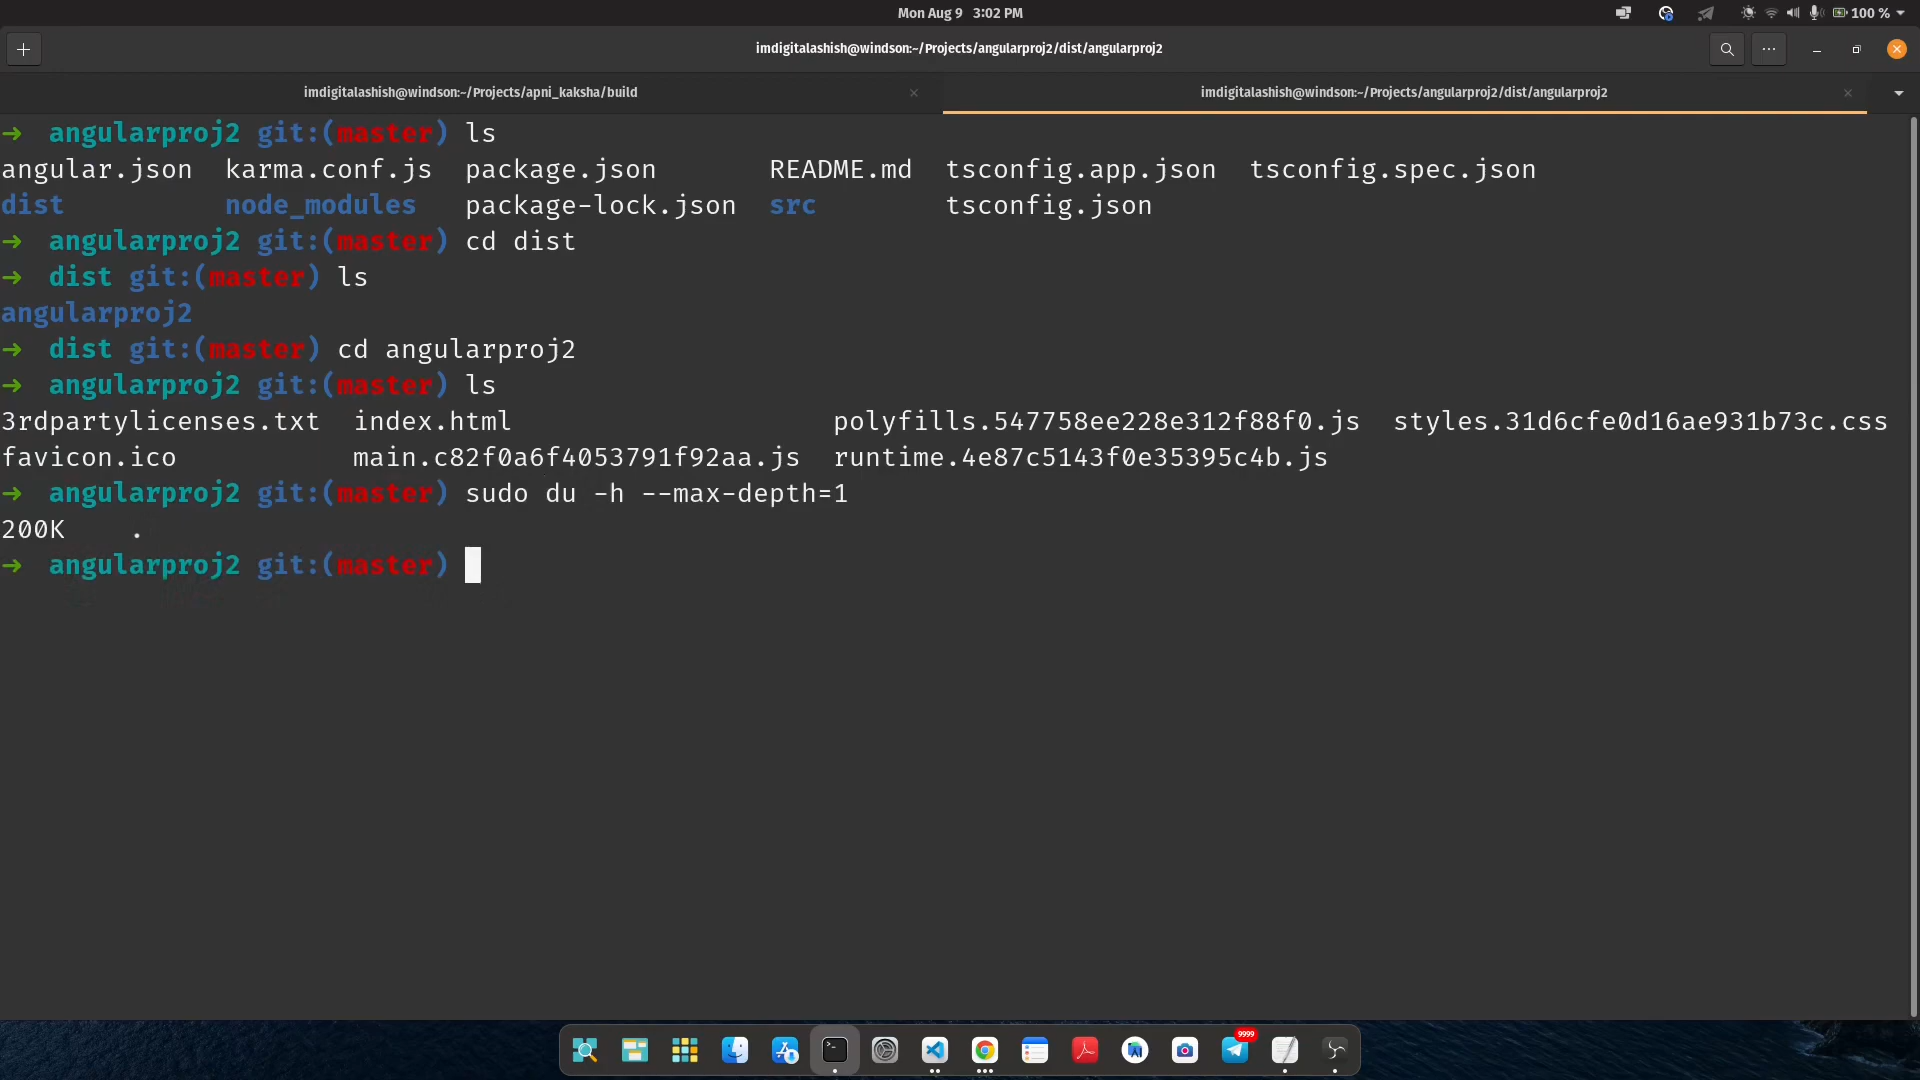 Mon Aug 9 3:02 PM
100 %
imdigitalashish@windson:~/Projects/angularproj2/dist/angularproj2
imdigitalashish@windson:~/Projects/apni_kaksha/build
imdigitalashish@windson:~/Projects/angularproj2/dist/angularproj2
→ angularproj2 git:(master) ls
angular.json karma.conf.js package.json README.md tsconfig.app.json tsconfig.spec.json
dist node_modules package-lock.json src tsconfig.json
→ angularproj2 git:(master) cd dist
→ dist git:(master) ls
angularproj2
→ dist git:(master) cd angularproj2
→ angularproj2 git:(master) ls
3rdpartylicenses.txt index.html polyfills.547758ee228e312f88f0.js styles.31d6cfe0d16ae931b73c.css
favicon.ico main.c82f0a6f4053791f92aa.js runtime.4e87c5143f0e35395c4b.js
→ angularproj2 git:(master) sudo du -h --max-depth=1
200K .
→ angularproj2 git:(master)
9999